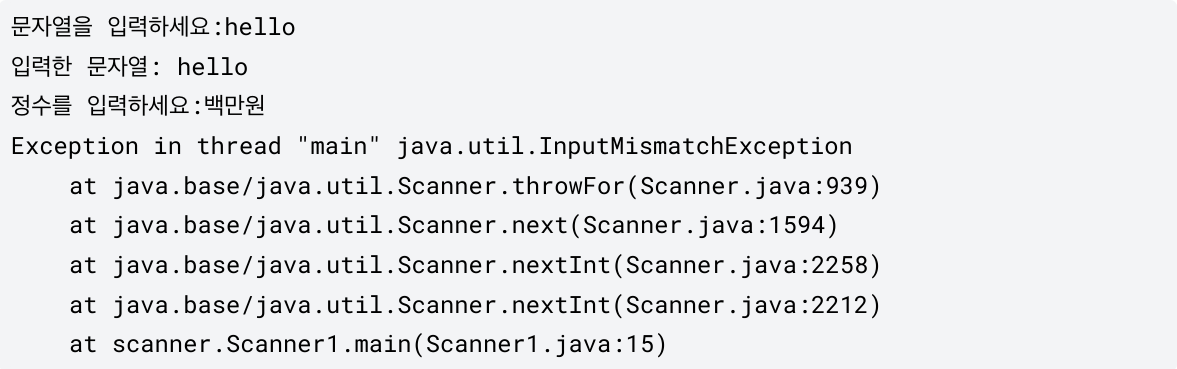 문자열을 입력하세요:hello
입력한 문자열: hello
정수를 입력하세요:백만원
Exception in thread "main" java.util.InputMismatchException
at java.base/java.util.Scanner.throwFor(Scanner.java:939)
at java.base/java.util.Scanner.next(Scanner.java:1594)
at java.base/java.util.Scanner.nextInt(Scanner.java:2258)
at java.base/java.util.Scanner.nextInt(Scanner.java:2212)
at scanner.Scanner1.main(Scanner1.java:15)